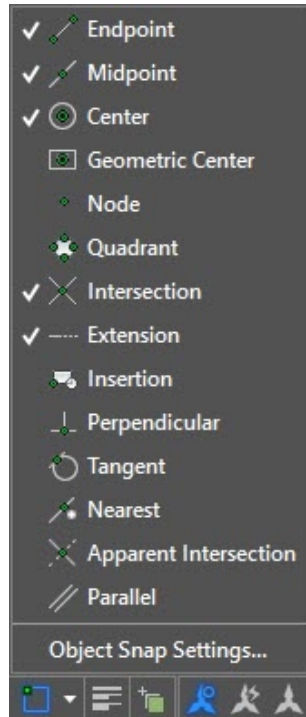 Endpoint
Midpoint
Center
Geometric Center
Node
Quadrant
Intersection
Extension
Insertion
Perpendicular
Tangent
Nearest
Apparent Intersection
Parallel
Object Snap Settings...